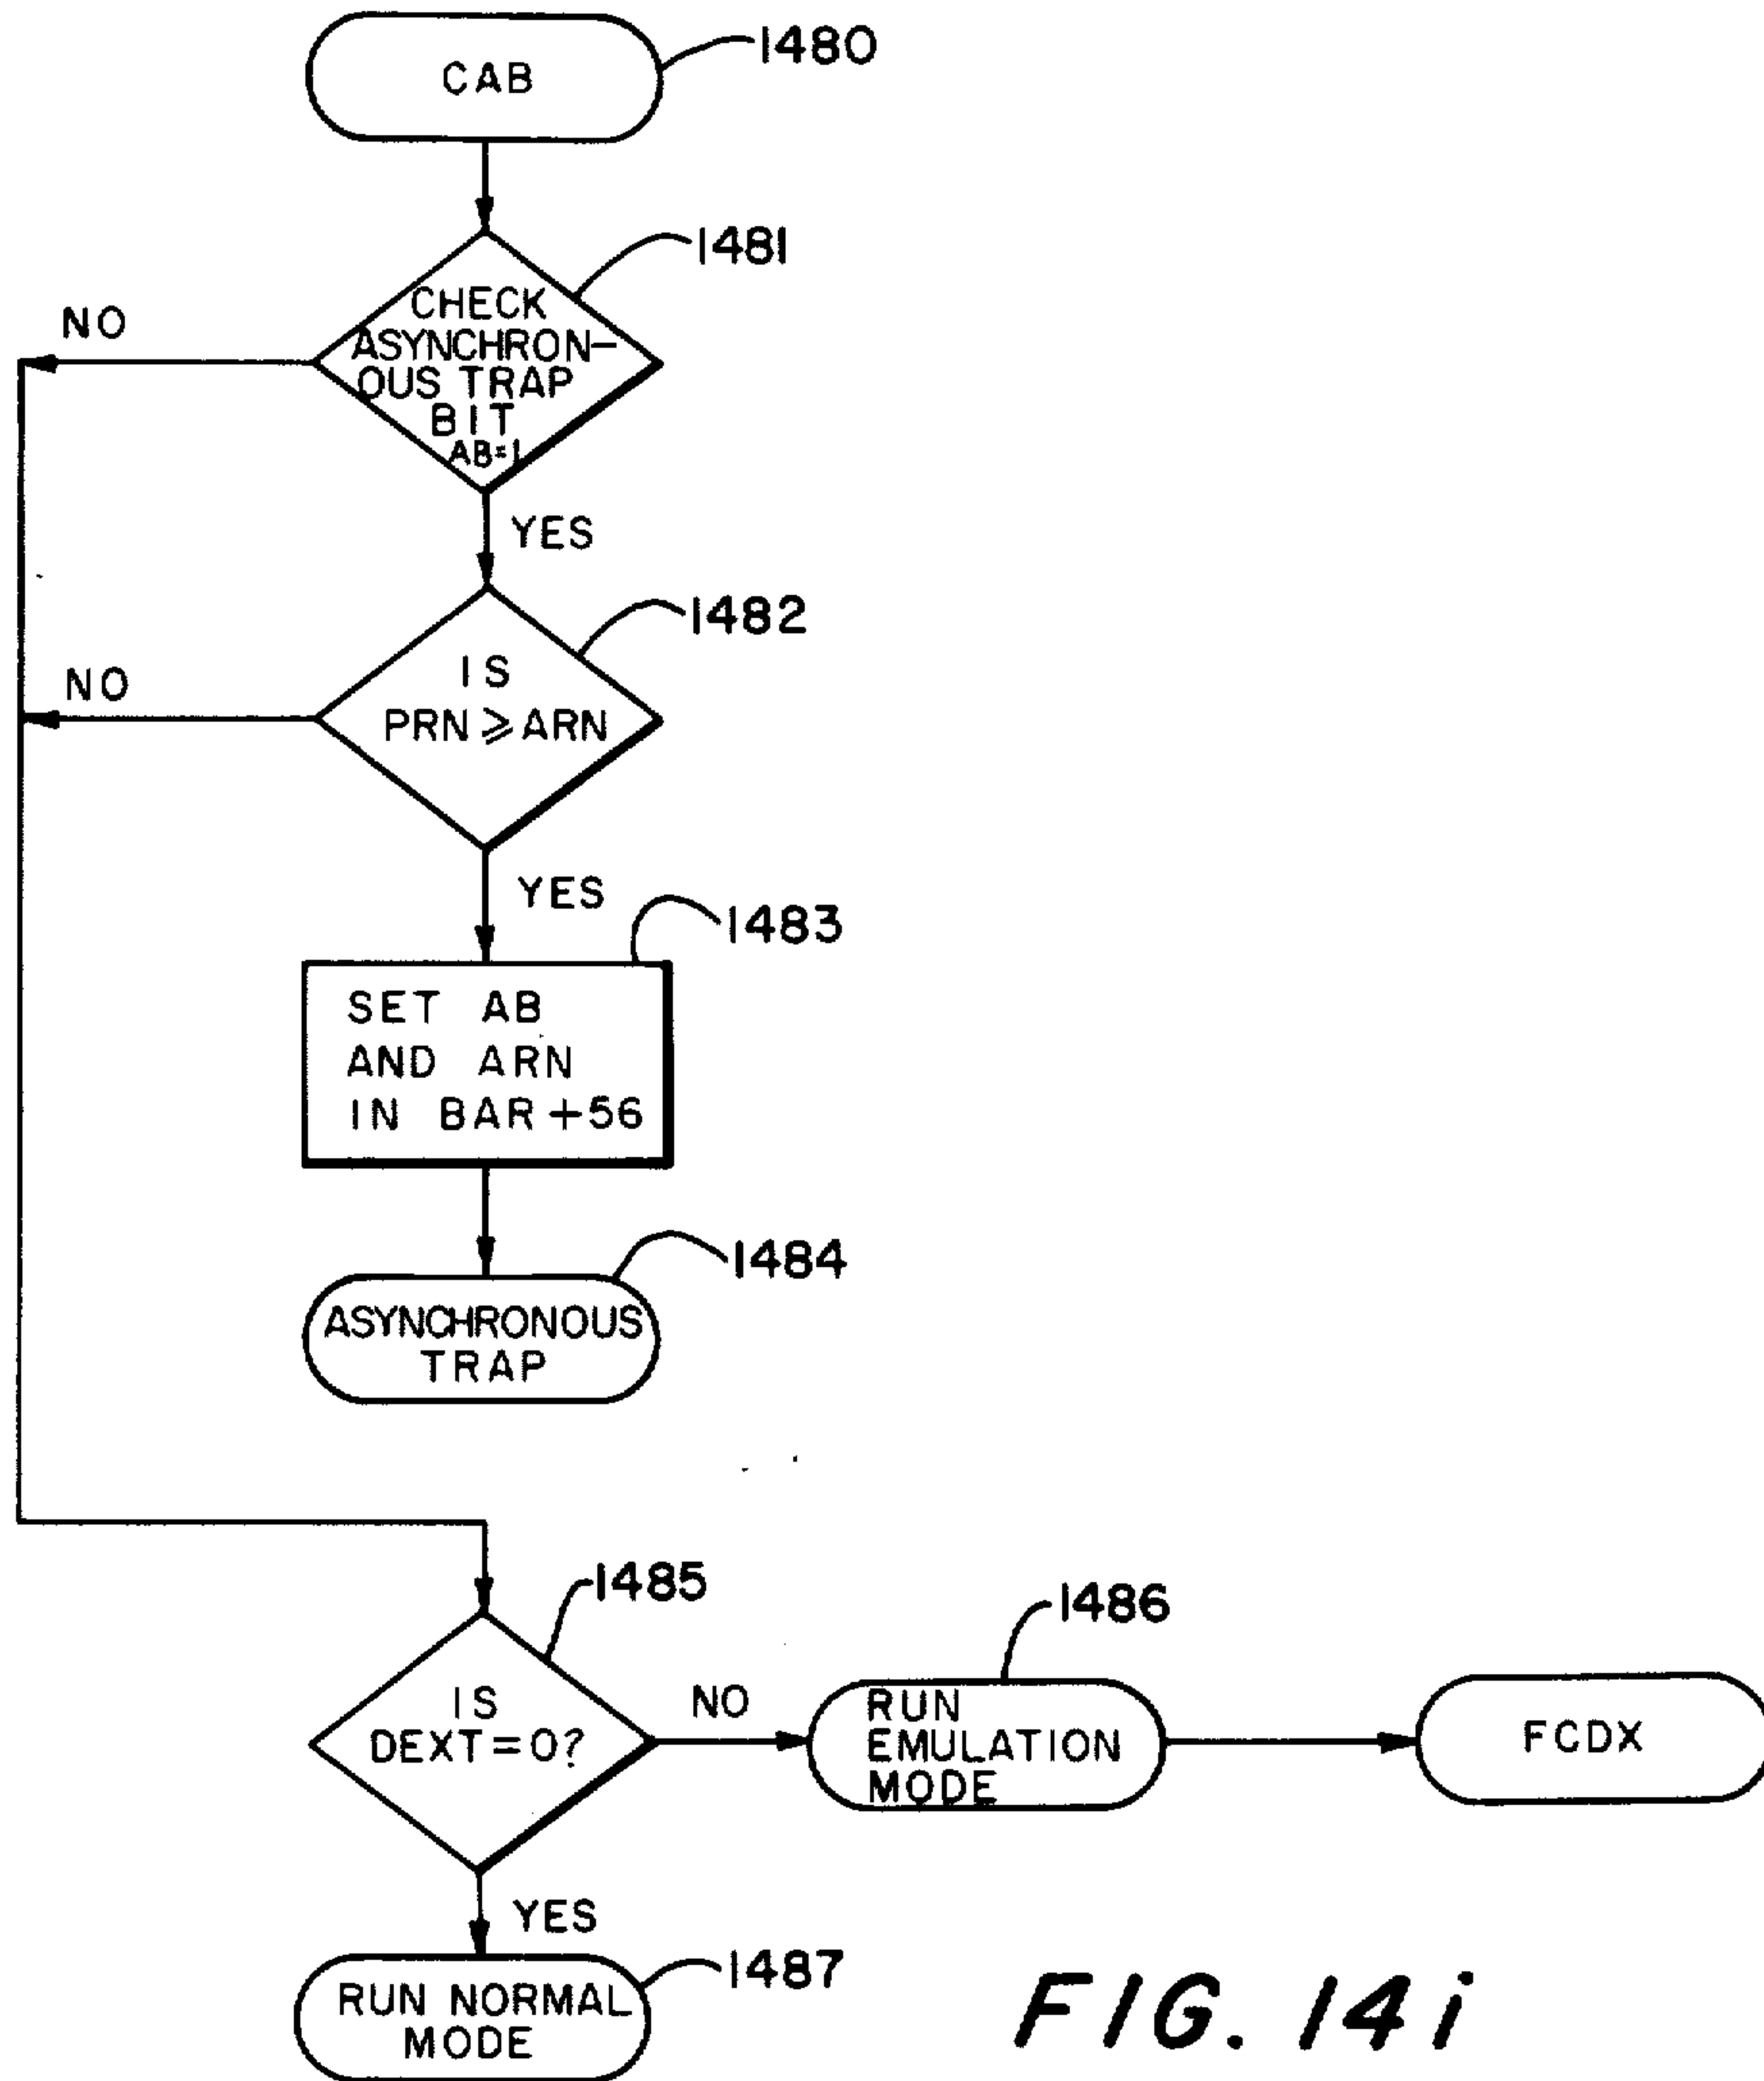 CAB
1480
CHECK
ASYNCHRON-
OUS TRAP
BIT
AB=1
1481
NO
YES
IS
PRN ⩾ ARN
1482
NO
YES
SET AB
AND ARN
IN BAR+56
1483
ASYNCHRONOUS
TRAP
1484
IS
DEXT=0?
1485
NO
RUN
EMULATION
MODE
1486
FCDX
YES
RUN NORMAL
MODE
1487
FIG. 14i